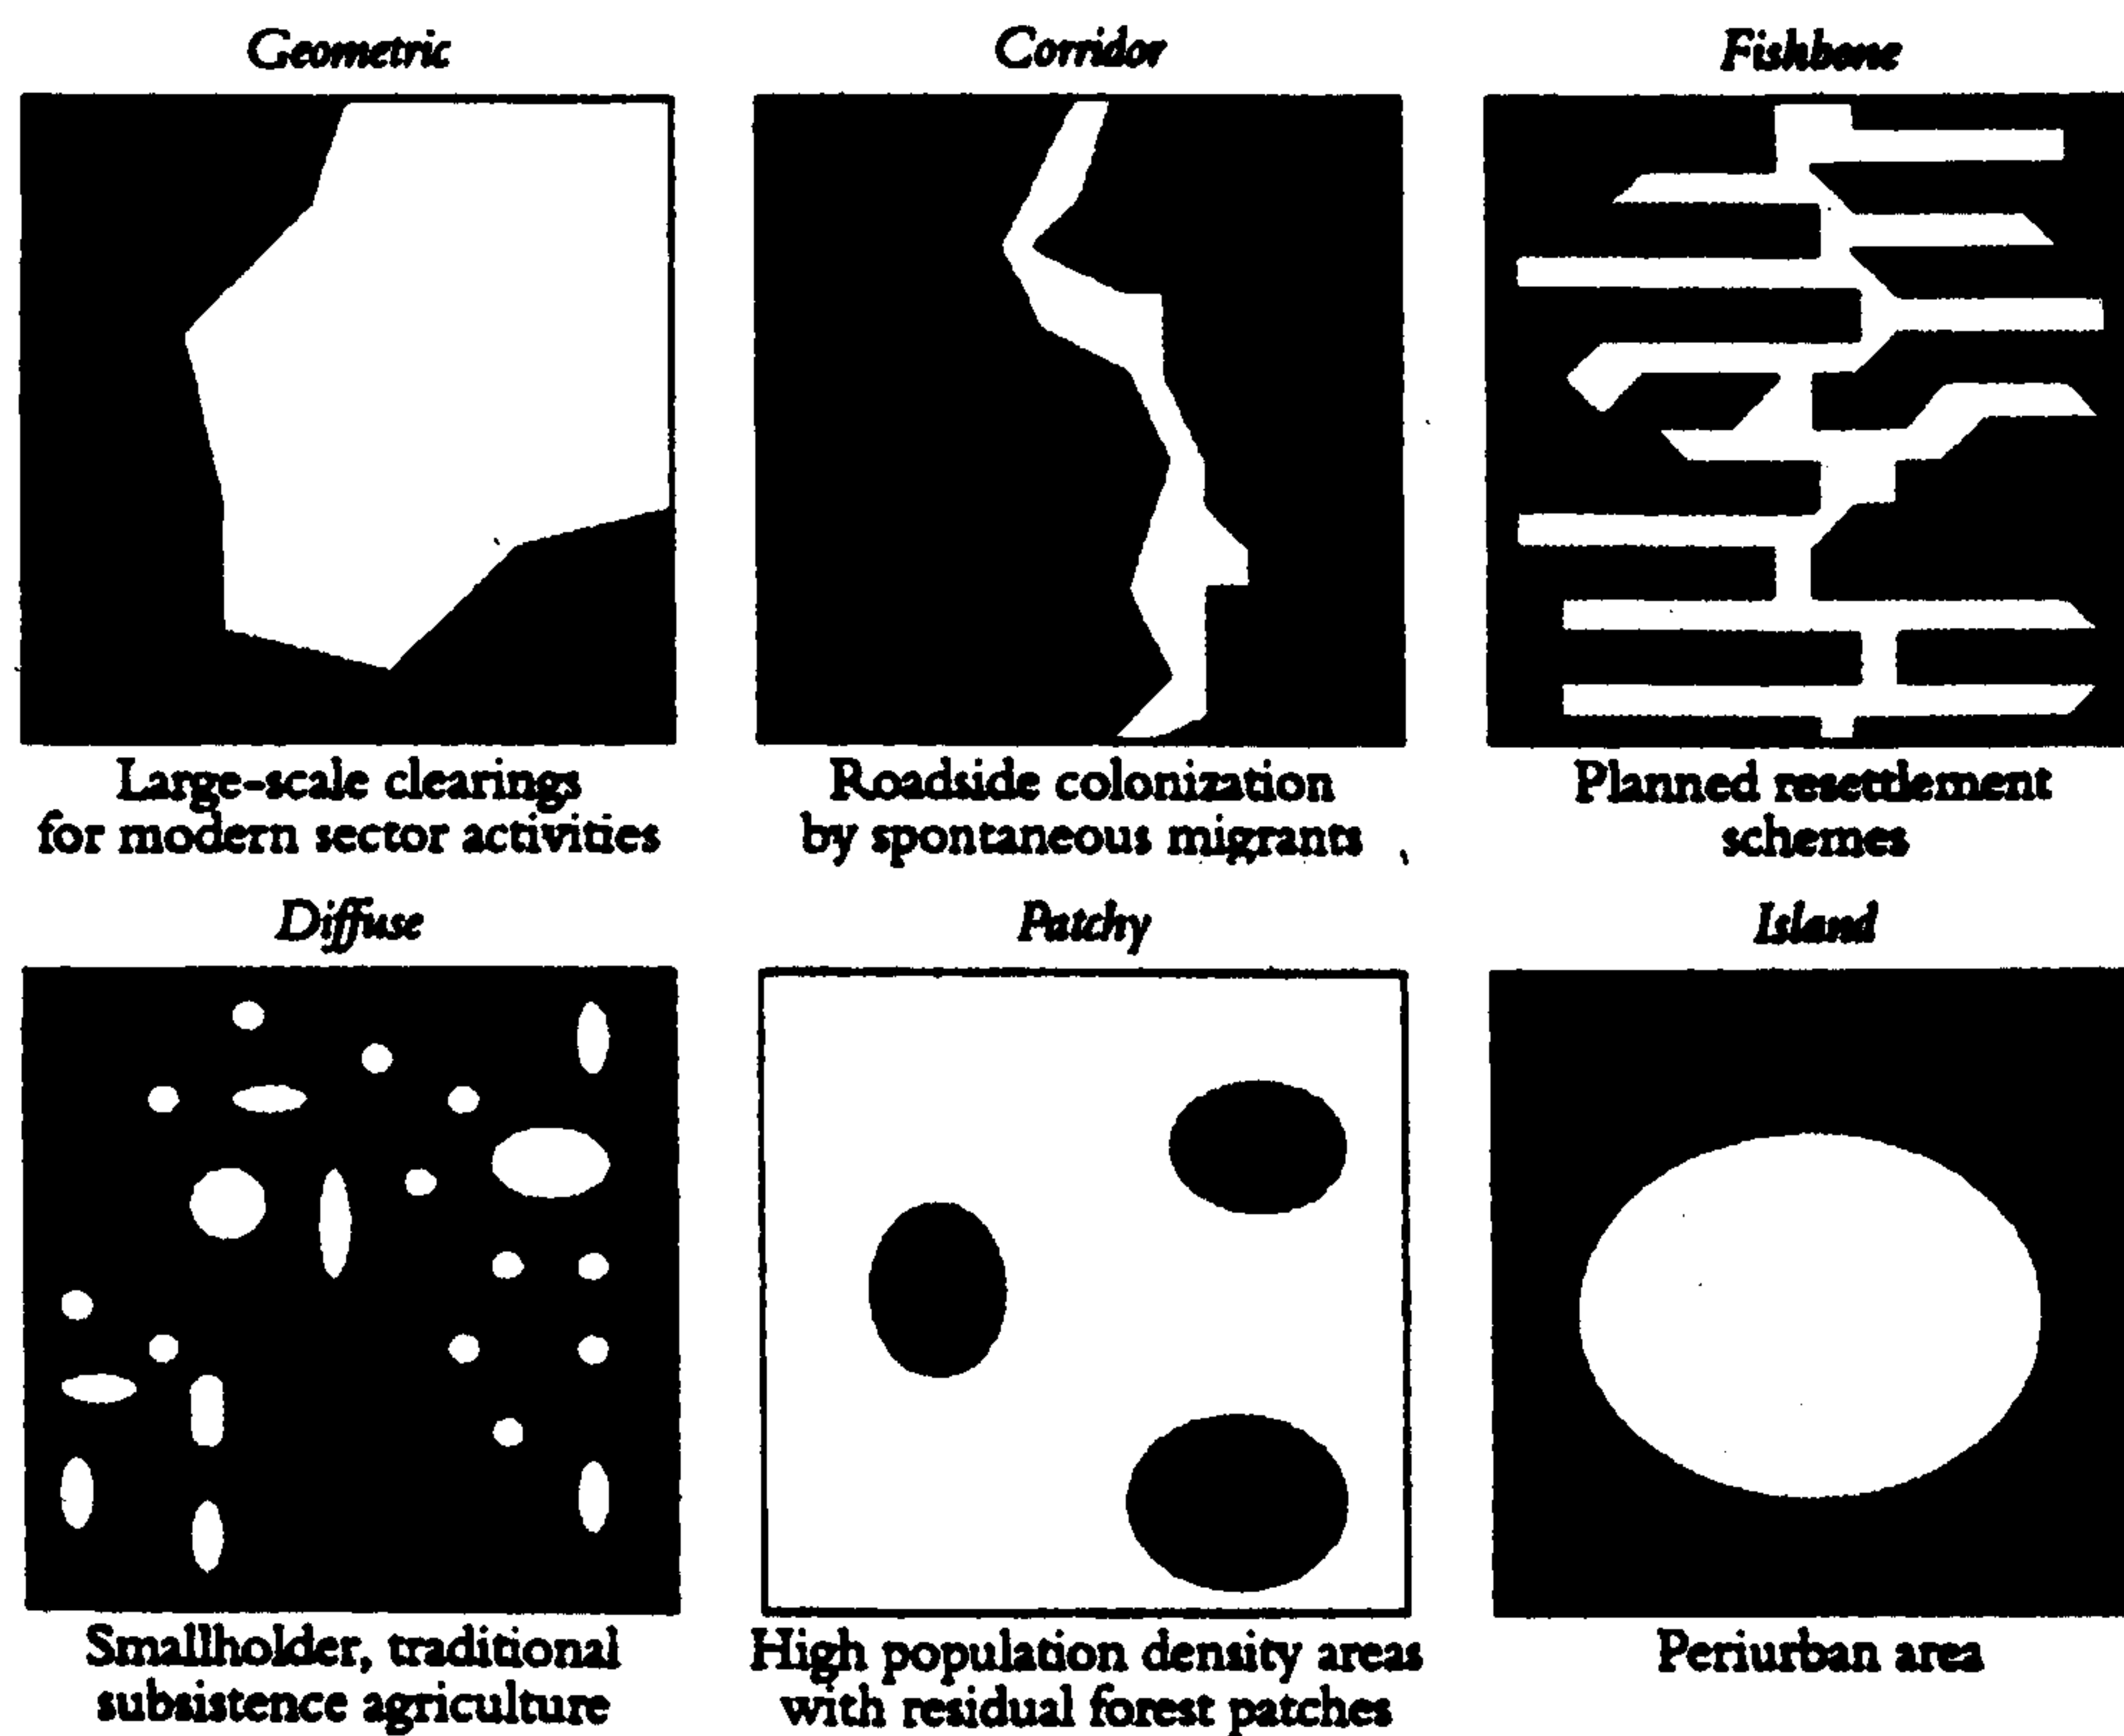 Geometric
Corridor
Fishbone
Large-scale clearings
for modern sector activities
Roadside colonization
by spontaneous migrants
Planned resettlement
schemes
Diffuse
Patchy
Island
Smallholder, traditional
subsistence agriculture
High population density areas
with residual forest patches
Periurban area